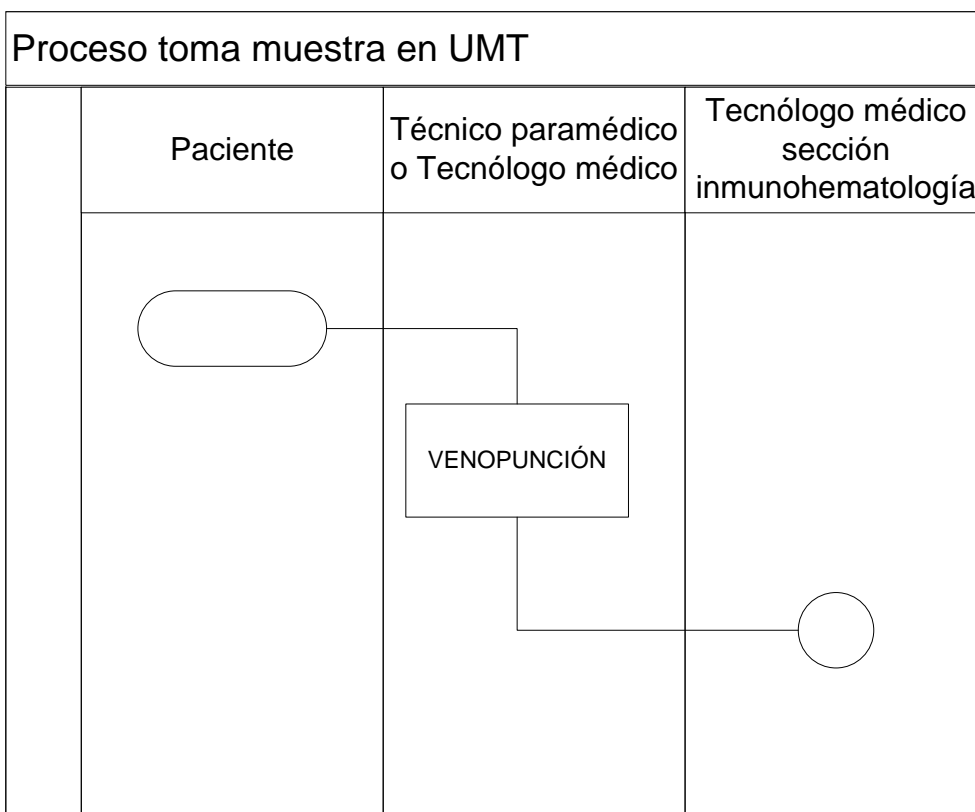 Proceso toma muestra en UMT
Paciente
Técnico paramédico
o Tecnólogo médico
Tecnólogo médico
sección
inmunohematología
VENOPUNCIÓN